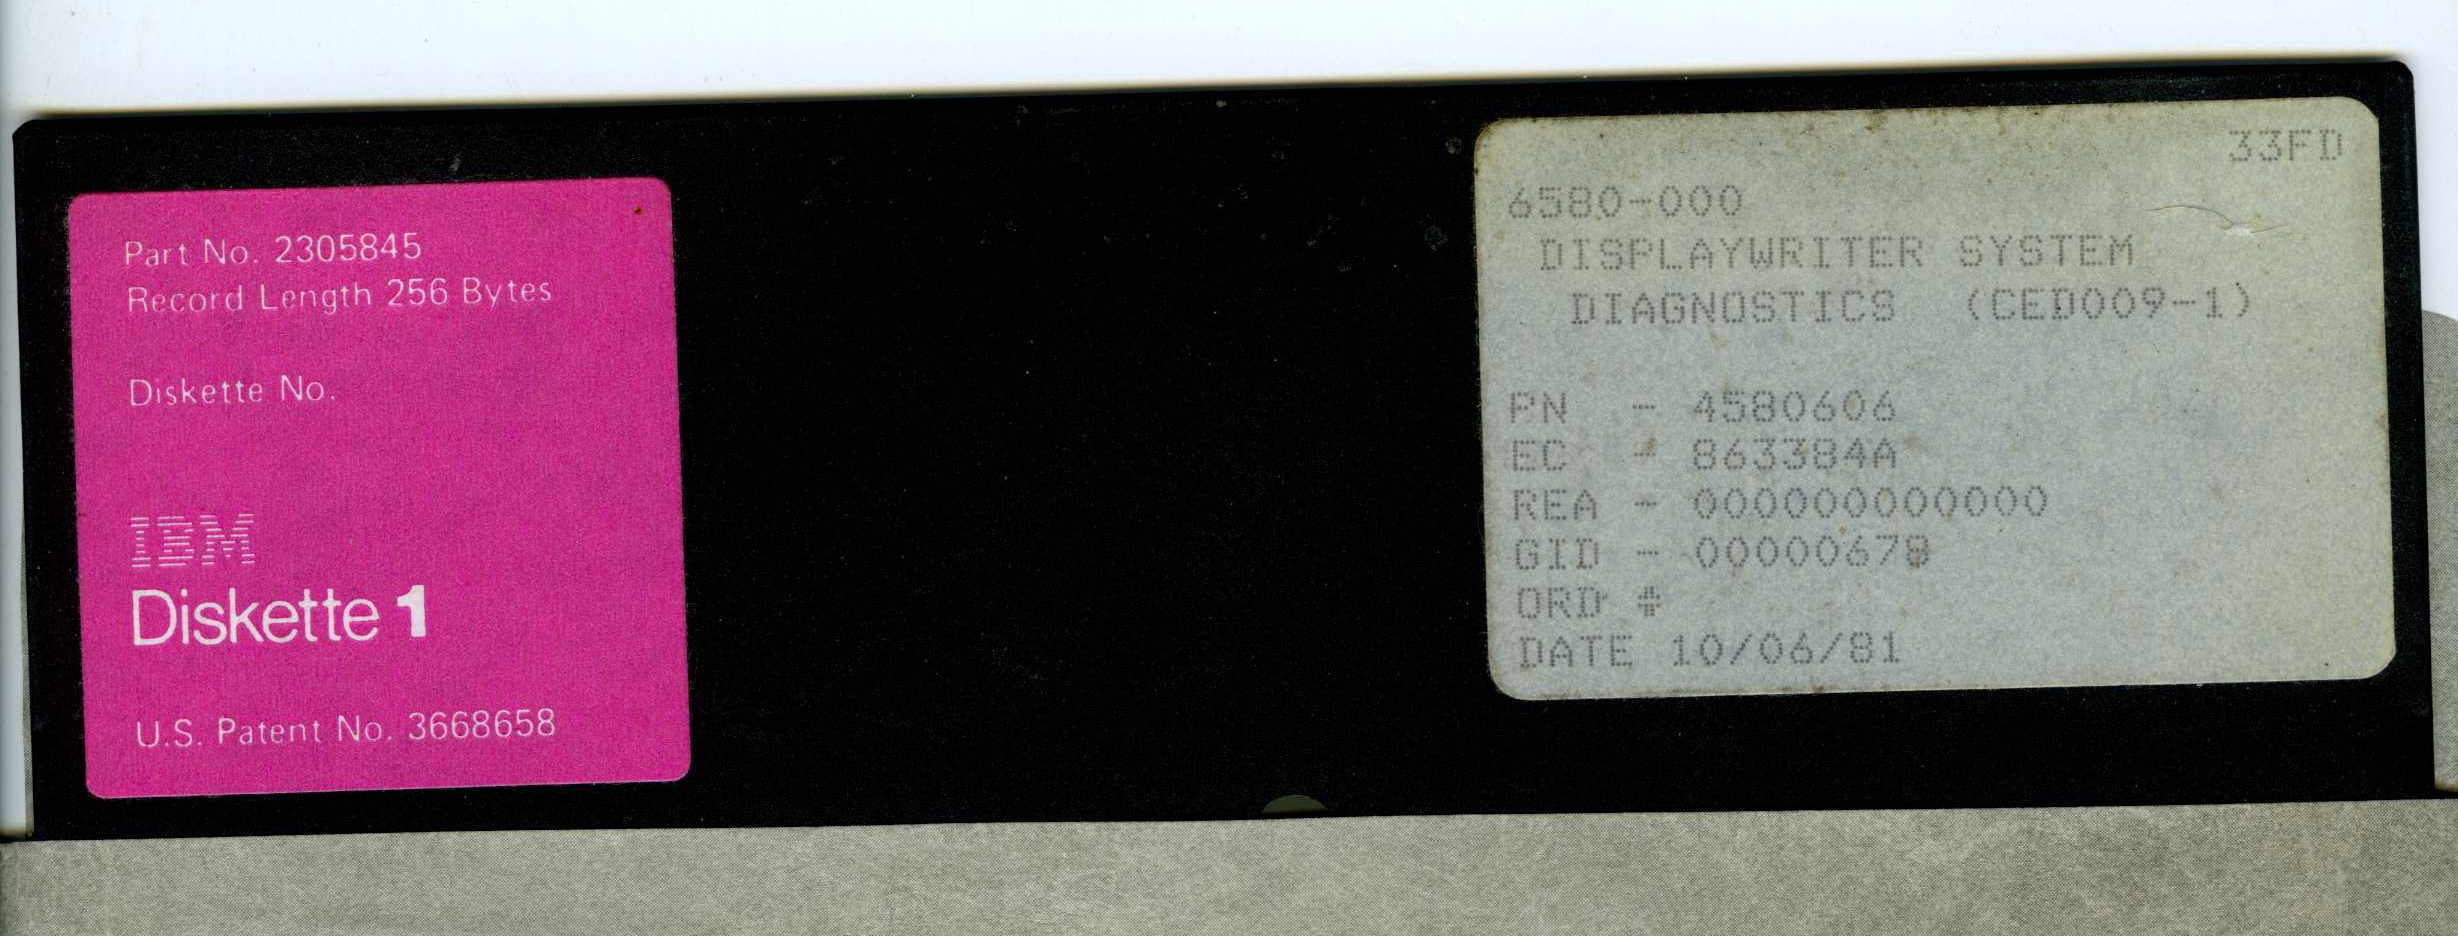 Part No. 2305845
Record Length 256 Bytes
Diskette No.
IBM
Diskette 1
U.S. Patent No. 3668658
33FD
6580-000
DISPLAYWRITER SYSTEM
DIAGNOSTICS (CED009-1)
PN - 4580606
EC - 863384A
REA - 000000000000
GID - 00000678
ORD #
DATE 10/06/81